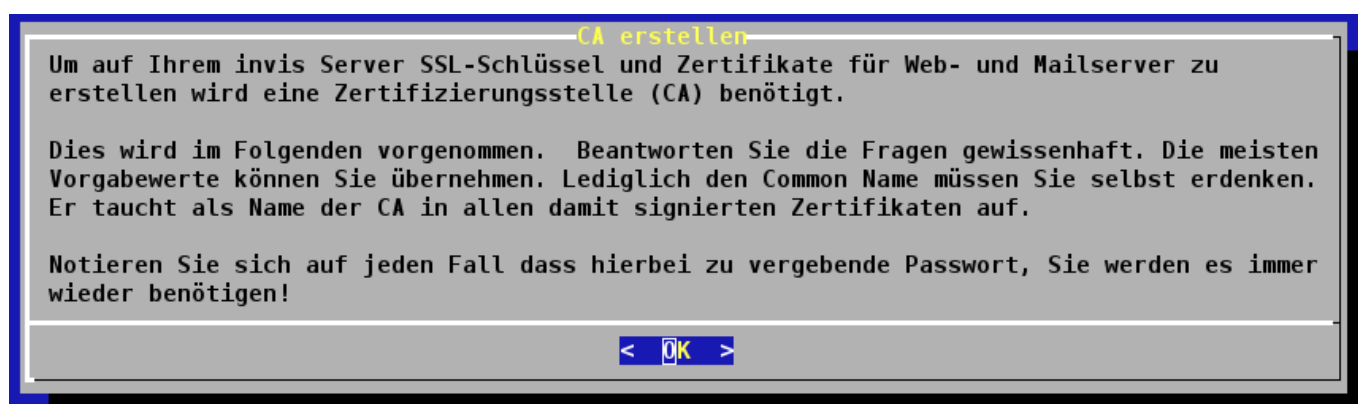 CA erstellen
Um auf Ihrem invis Server SSL-Schlüssel und Zertifikate für Web- und Mailserver zu
erstellen wird eine Zertifizierungsstelle (CA) benötigt.
Dies wird im Folgenden vorgenommen.  Beantworten Sie die Fragen gewissenhaft. Die meisten
Vorgabewerte können Sie übernehmen. Lediglich den Common Name müssen Sie selbst erdenken.
Er taucht als Name der CA in allen damit signierten Zertifikaten auf.
Notieren Sie sich auf jeden Fall dass hierbei zu vergebende Passwort, Sie werden es immer
wieder benötigen!
<  OK  >